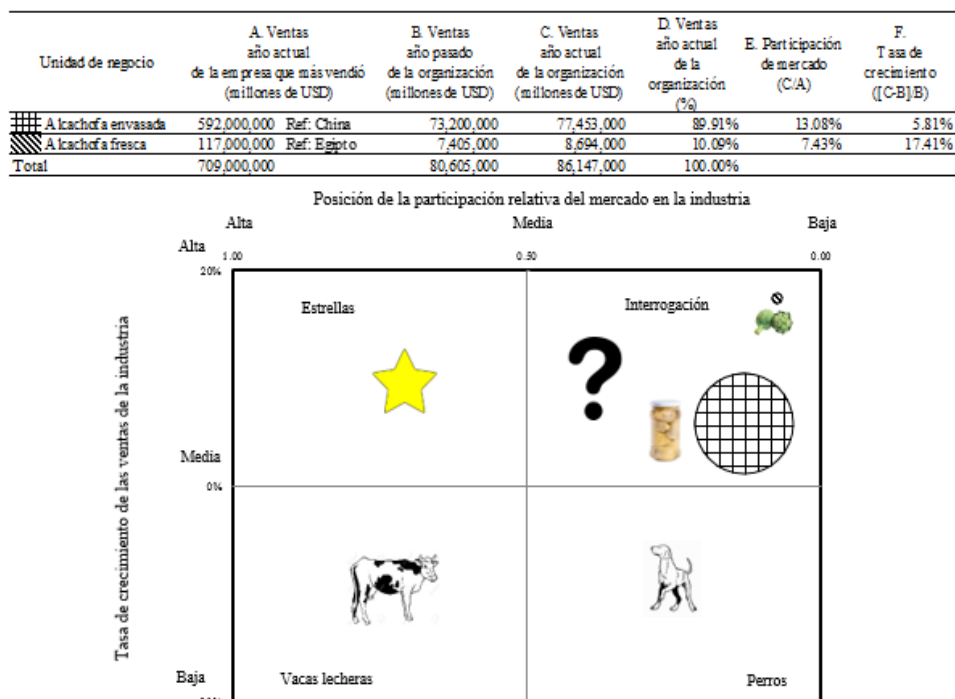 Unidad de negocio
A. Ventas
año actual
de la empresa que más vendió
(millones de USD)
B. Ventas
año pasado
de la organización
(millones de USD)
C. Ventas
año actual
de la organización
(millones de USD)
D. Ventas
año actual
de la
organización
(%)
E. Participación
de mercado
(C/A)
F.
Tasa de
crecimiento
([C-B]/B)
Alcachofa envasada 592,000,000 Ref: China 73,200,000 77,453,000 89.91% 13.08% 5.81%
Alcachofa fresca 117,000,000 Ref: Egipto 7,405,000 8,694,000 10.09% 7.43% 17.41%
Total 709,000,000 80,605,000 86,147,000 100.00%
Posición de la participación relativa del mercado en la industria
Alta Media Baja
Alta
1.00 0.50 0.00
20%
Estrellas Interrogación
Tasa de crecimiento de las ventas de la industria
Media
0%
Baja
Vacas lecheras Perros